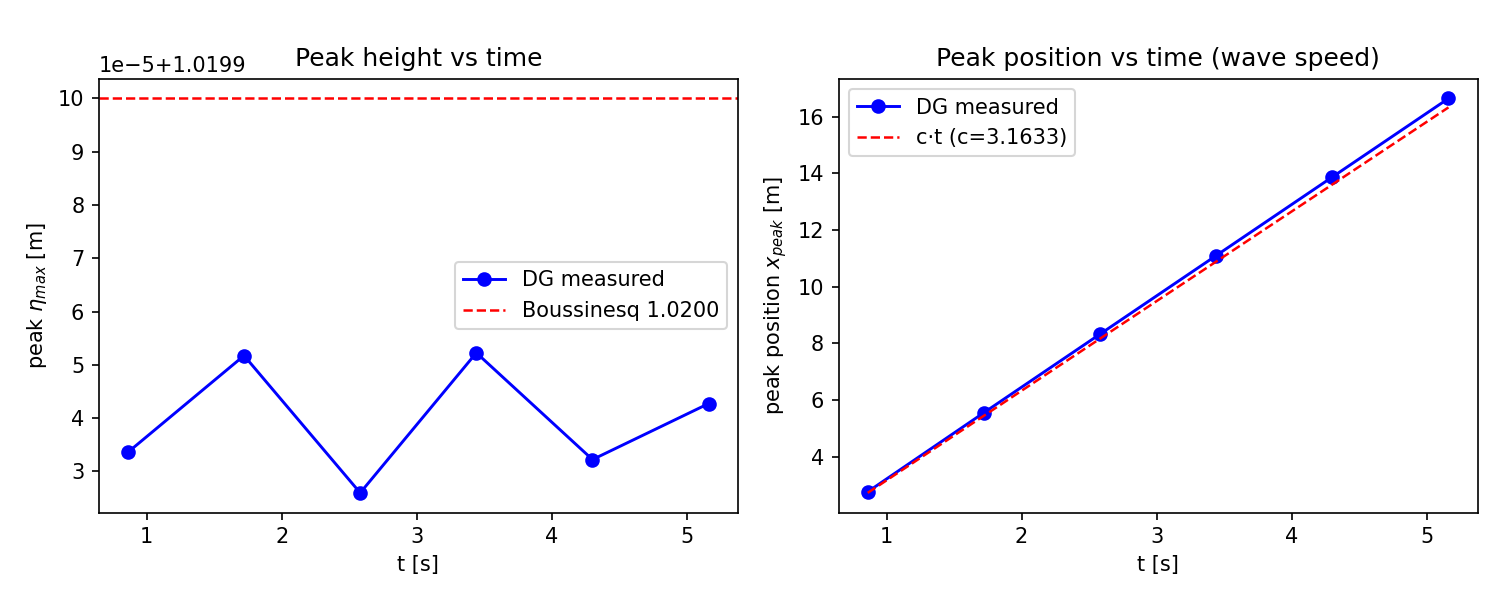 Peak height vs time
1e−5+1.0199
10
9
8
7
6
5
4
3
peak ηmax [m]
DG measured
Boussinesq 1.0200
1
2
3
4
5
t [s]
Peak position vs time (wave speed)
DG measured
c·t (c=3.1633)
16
14
12
10
8
6
4
peak position xpeak [m]
1
2
3
4
5
t [s]